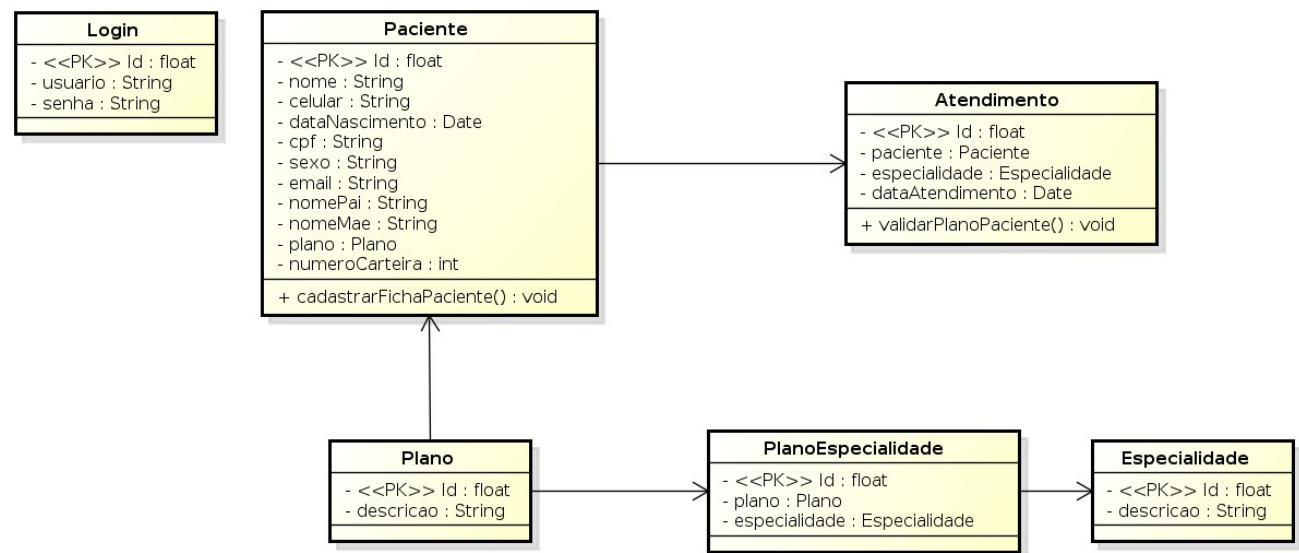 Login
- <<PK>> Id : float
- usuario : String
- senha : String
Paciente
- <<PK>> Id : float
- nome : String
- celular : String
- dataNascimento : Date
- cpf : String
- sexo : String
- email : String
- nomePai : String
- nomeMae : String
- plano : Plano
- numeroCarteira : int
+ cadastrarFichaPaciente() : void
Atendimento
- <<PK>> Id : float
- paciente : Paciente
- especialidade : Especialidade
- dataAtendimento : Date
+ validarPlanoPaciente() : void
Plano
- <<PK>> Id : float
- descricao : String
PlanoEspecialidade
- <<PK>> Id : float
- plano : Plano
- especialidade : Especialidade
Especialidade
- <<PK>> Id : float
- descricao : String